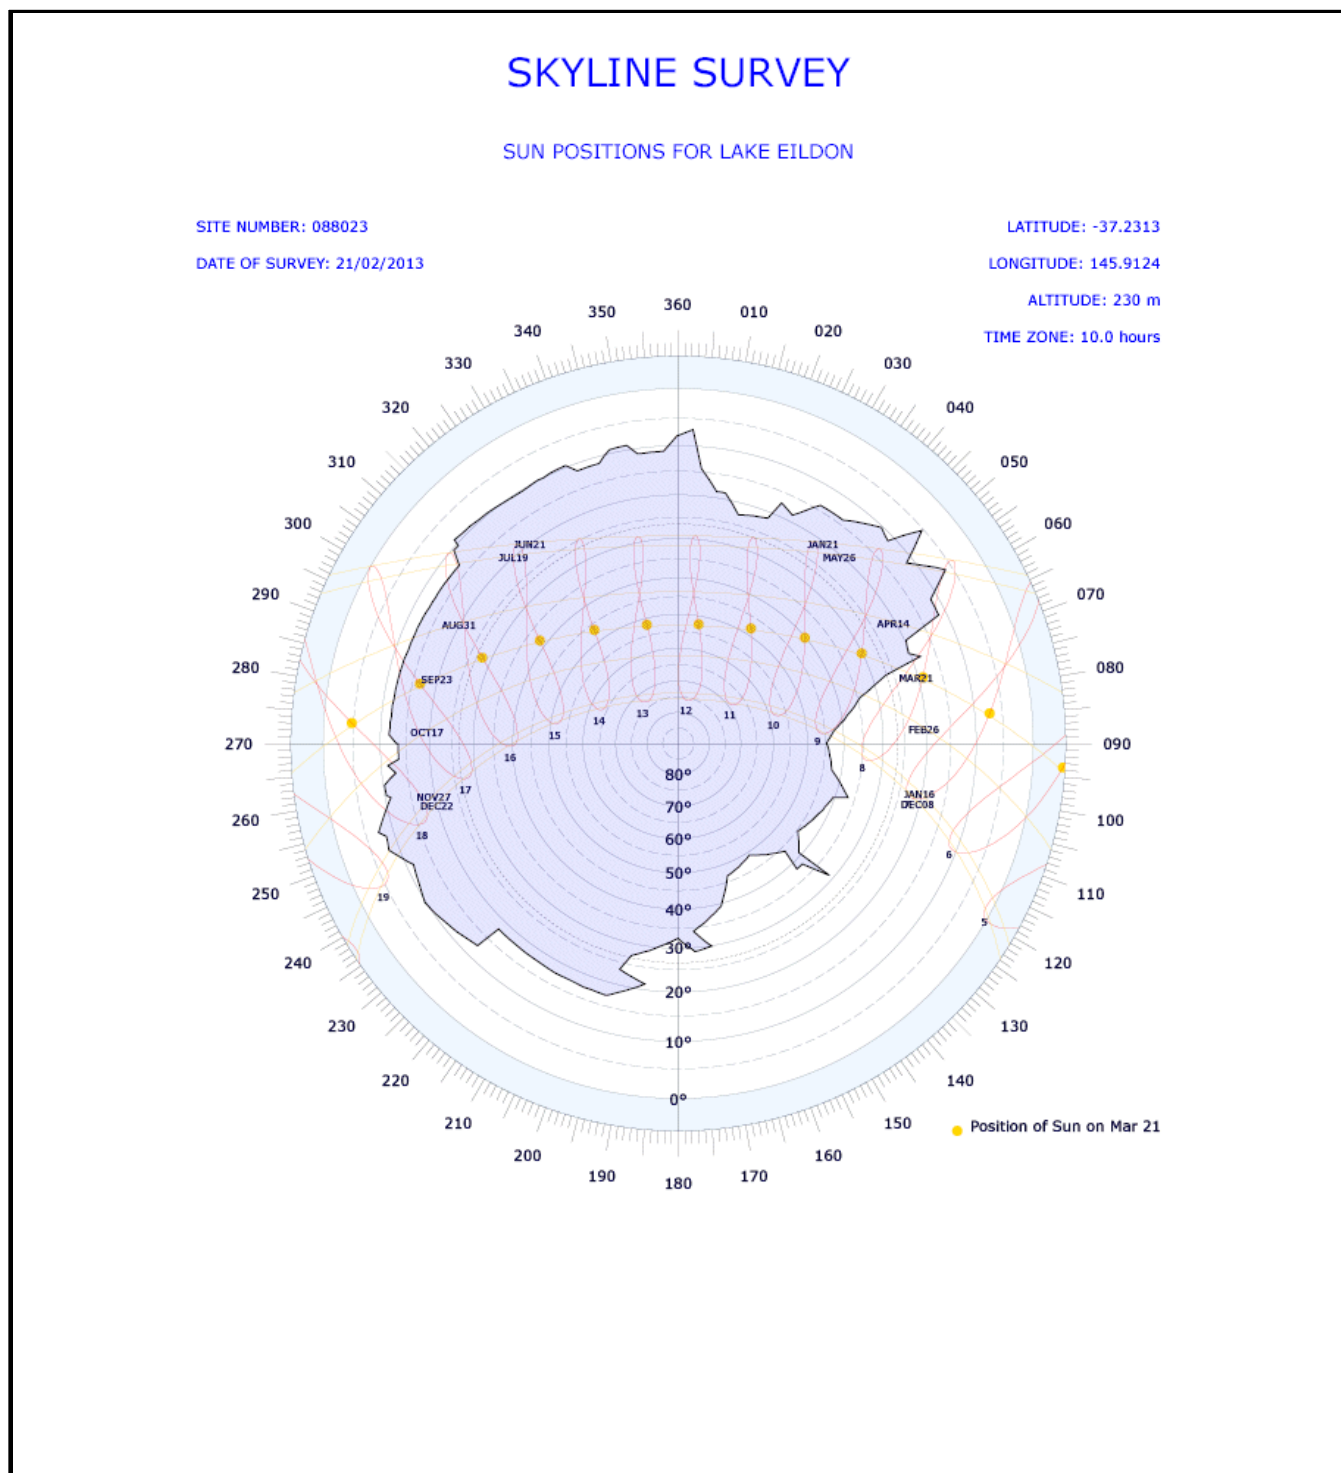 SKYLINE SURVEY
SUN POSITIONS FOR LAKE EILDON
SITE NUMBER: 088023
LATITUDE: -37.2313
DATE OF SURVEY: 21/02/2013
LONGITUDE: 145.9124
ALTITUDE: 230 m
TIME ZONE: 10.0 hours
360
350
010
340
020
330
030
320
040
310
050
300
060
290
070
280
080
270
090
260
100
250
110
240
120
230
130
220
140
210
150
200
160
190
170
180
JUN21
JAN21
JUL19
MAY26
AUG31
APR14
SEP23
MAR21
OCT17
FEB26
NOV27
JAN16
DEC22
DEC08
12
13
11
14
10
15
9
16
8
17
18
6
19
5
80°
70°
60°
50°
40°
30°
20°
10°
0°
Position of Sun on Mar 21